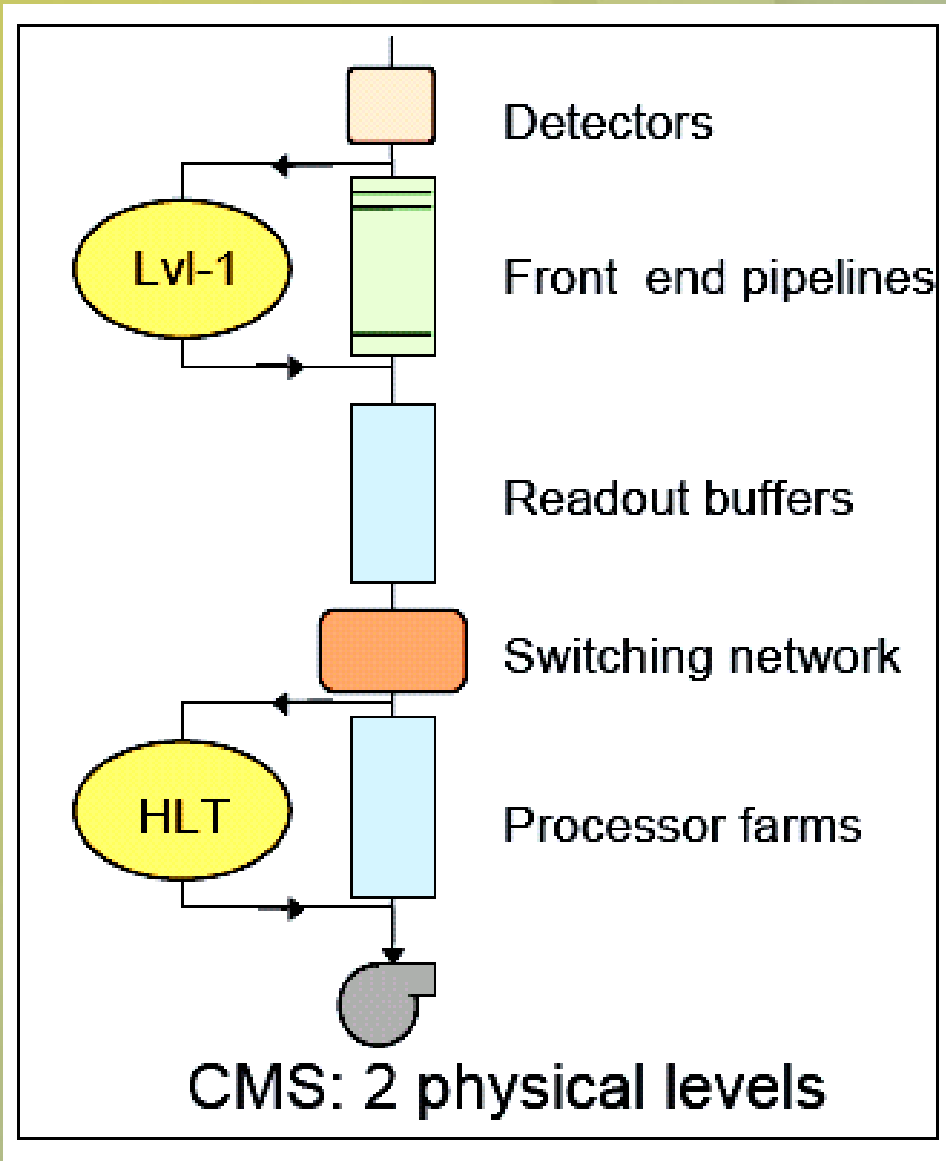 Detectors
Lvl-1
Front end pipelines
Readout buffers
Switching network
HLT
Processor farms
CMS: 2 physical levels